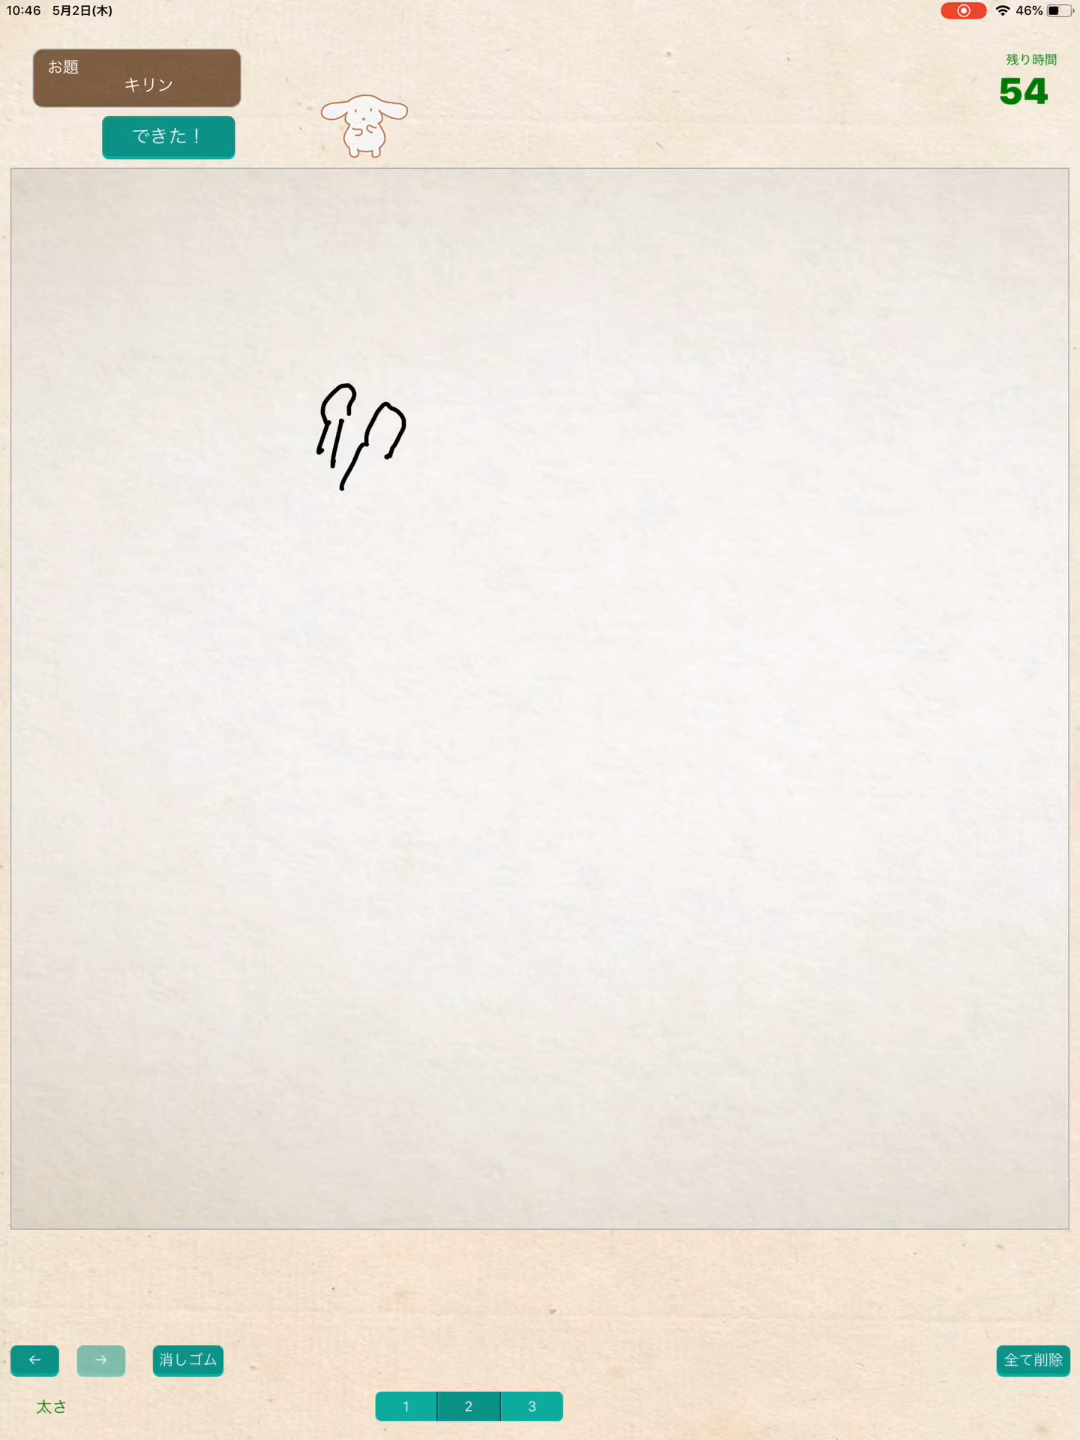 10:46 5月2日(木)
46%
お題
キリン
残り時間
54
できた！
← → 消しゴム 全て削除
太さ 1 2 3